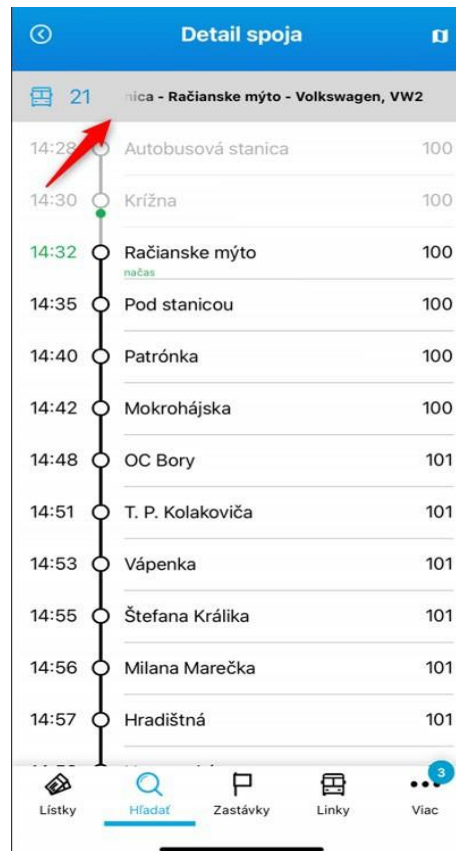 Detail spoja
21 nica - Račianske mýto - Volkswagen, VW2
14:28 Autobusová stanica 100
14:30 Krížna 100
14:32 Račianske mýto 100
načas
14:35 Pod stanicou 100
14:40 Patrónka 100
14:42 Mokrohájska 100
14:48 OC Bory 101
14:51 T. P. Kolakoviča 101
14:53 Vápenka 101
14:55 Štefana Králika 101
14:56 Milana Marečka 101
14:57 Hradištná 101
3
Lístky Hľadať Zastávky Linky Viac